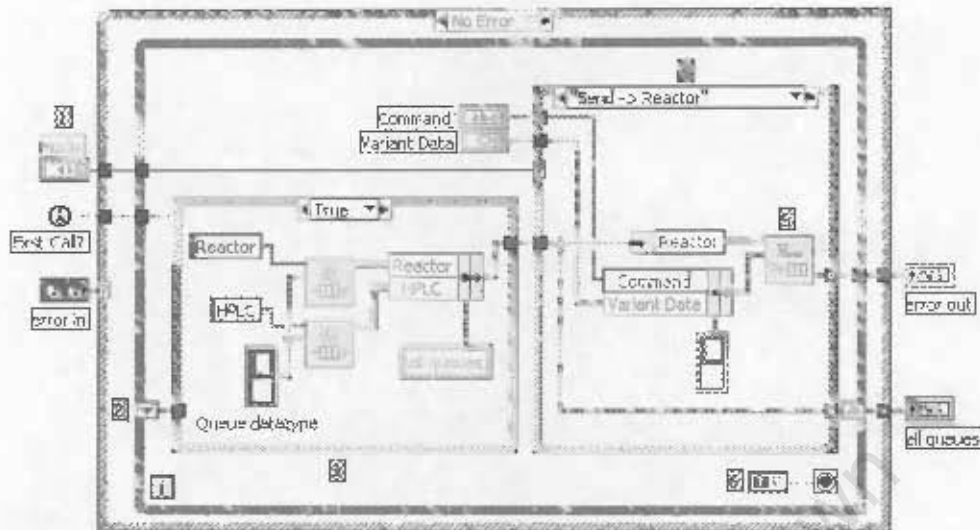 No Error
"Send -> Reactor"
Command
Variant Data
True
First Call?
Reactor
Reactor
HPLC
Reactor
HPLC
Command
Variant Data
error in
error out
Queue datatype
all queues
i